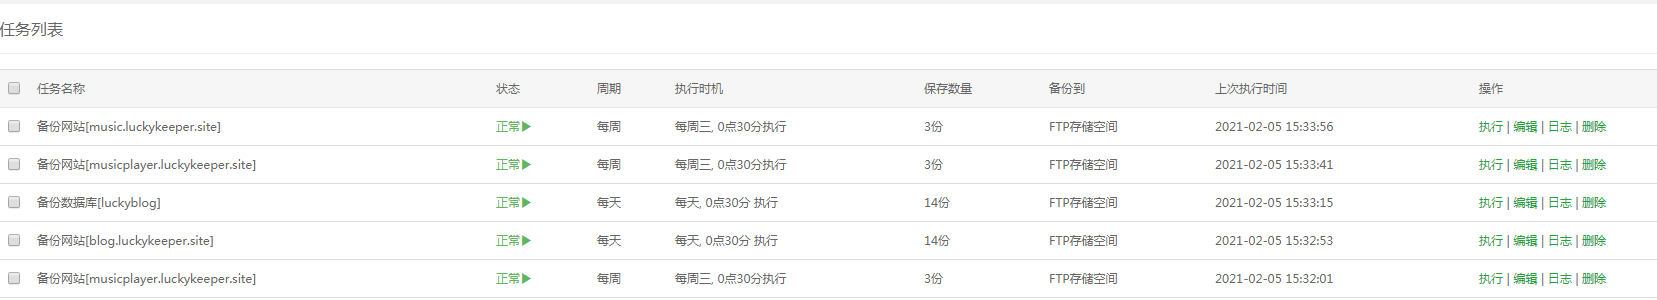 任务列表
任务名称 状态 周期 执行时机 保存数量 备份到 上次执行时间 操作
备份网站[music.luckykeeper.site] 正常▶ 每周 每周三, 0点30分执行 3份 FTP存储空间 2021-02-05 15:33:56 执行 | 编辑 | 日志 | 删除
备份网站[musicplayer.luckykeeper.site] 正常▶ 每周 每周三, 0点30分执行 3份 FTP存储空间 2021-02-05 15:33:41 执行 | 编辑 | 日志 | 删除
备份数据库[luckyblog] 正常▶ 每天 每天, 0点30分 执行 14份 FTP存储空间 2021-02-05 15:33:15 执行 | 编辑 | 日志 | 删除
备份网站[blog.luckykeeper.site] 正常▶ 每天 每天, 0点30分 执行 14份 FTP存储空间 2021-02-05 15:32:53 执行 | 编辑 | 日志 | 删除
备份网站[musicplayer.luckykeeper.site] 正常▶ 每周 每周三, 0点30分执行 3份 FTP存储空间 2021-02-05 15:32:01 执行 | 编辑 | 日志 | 删除